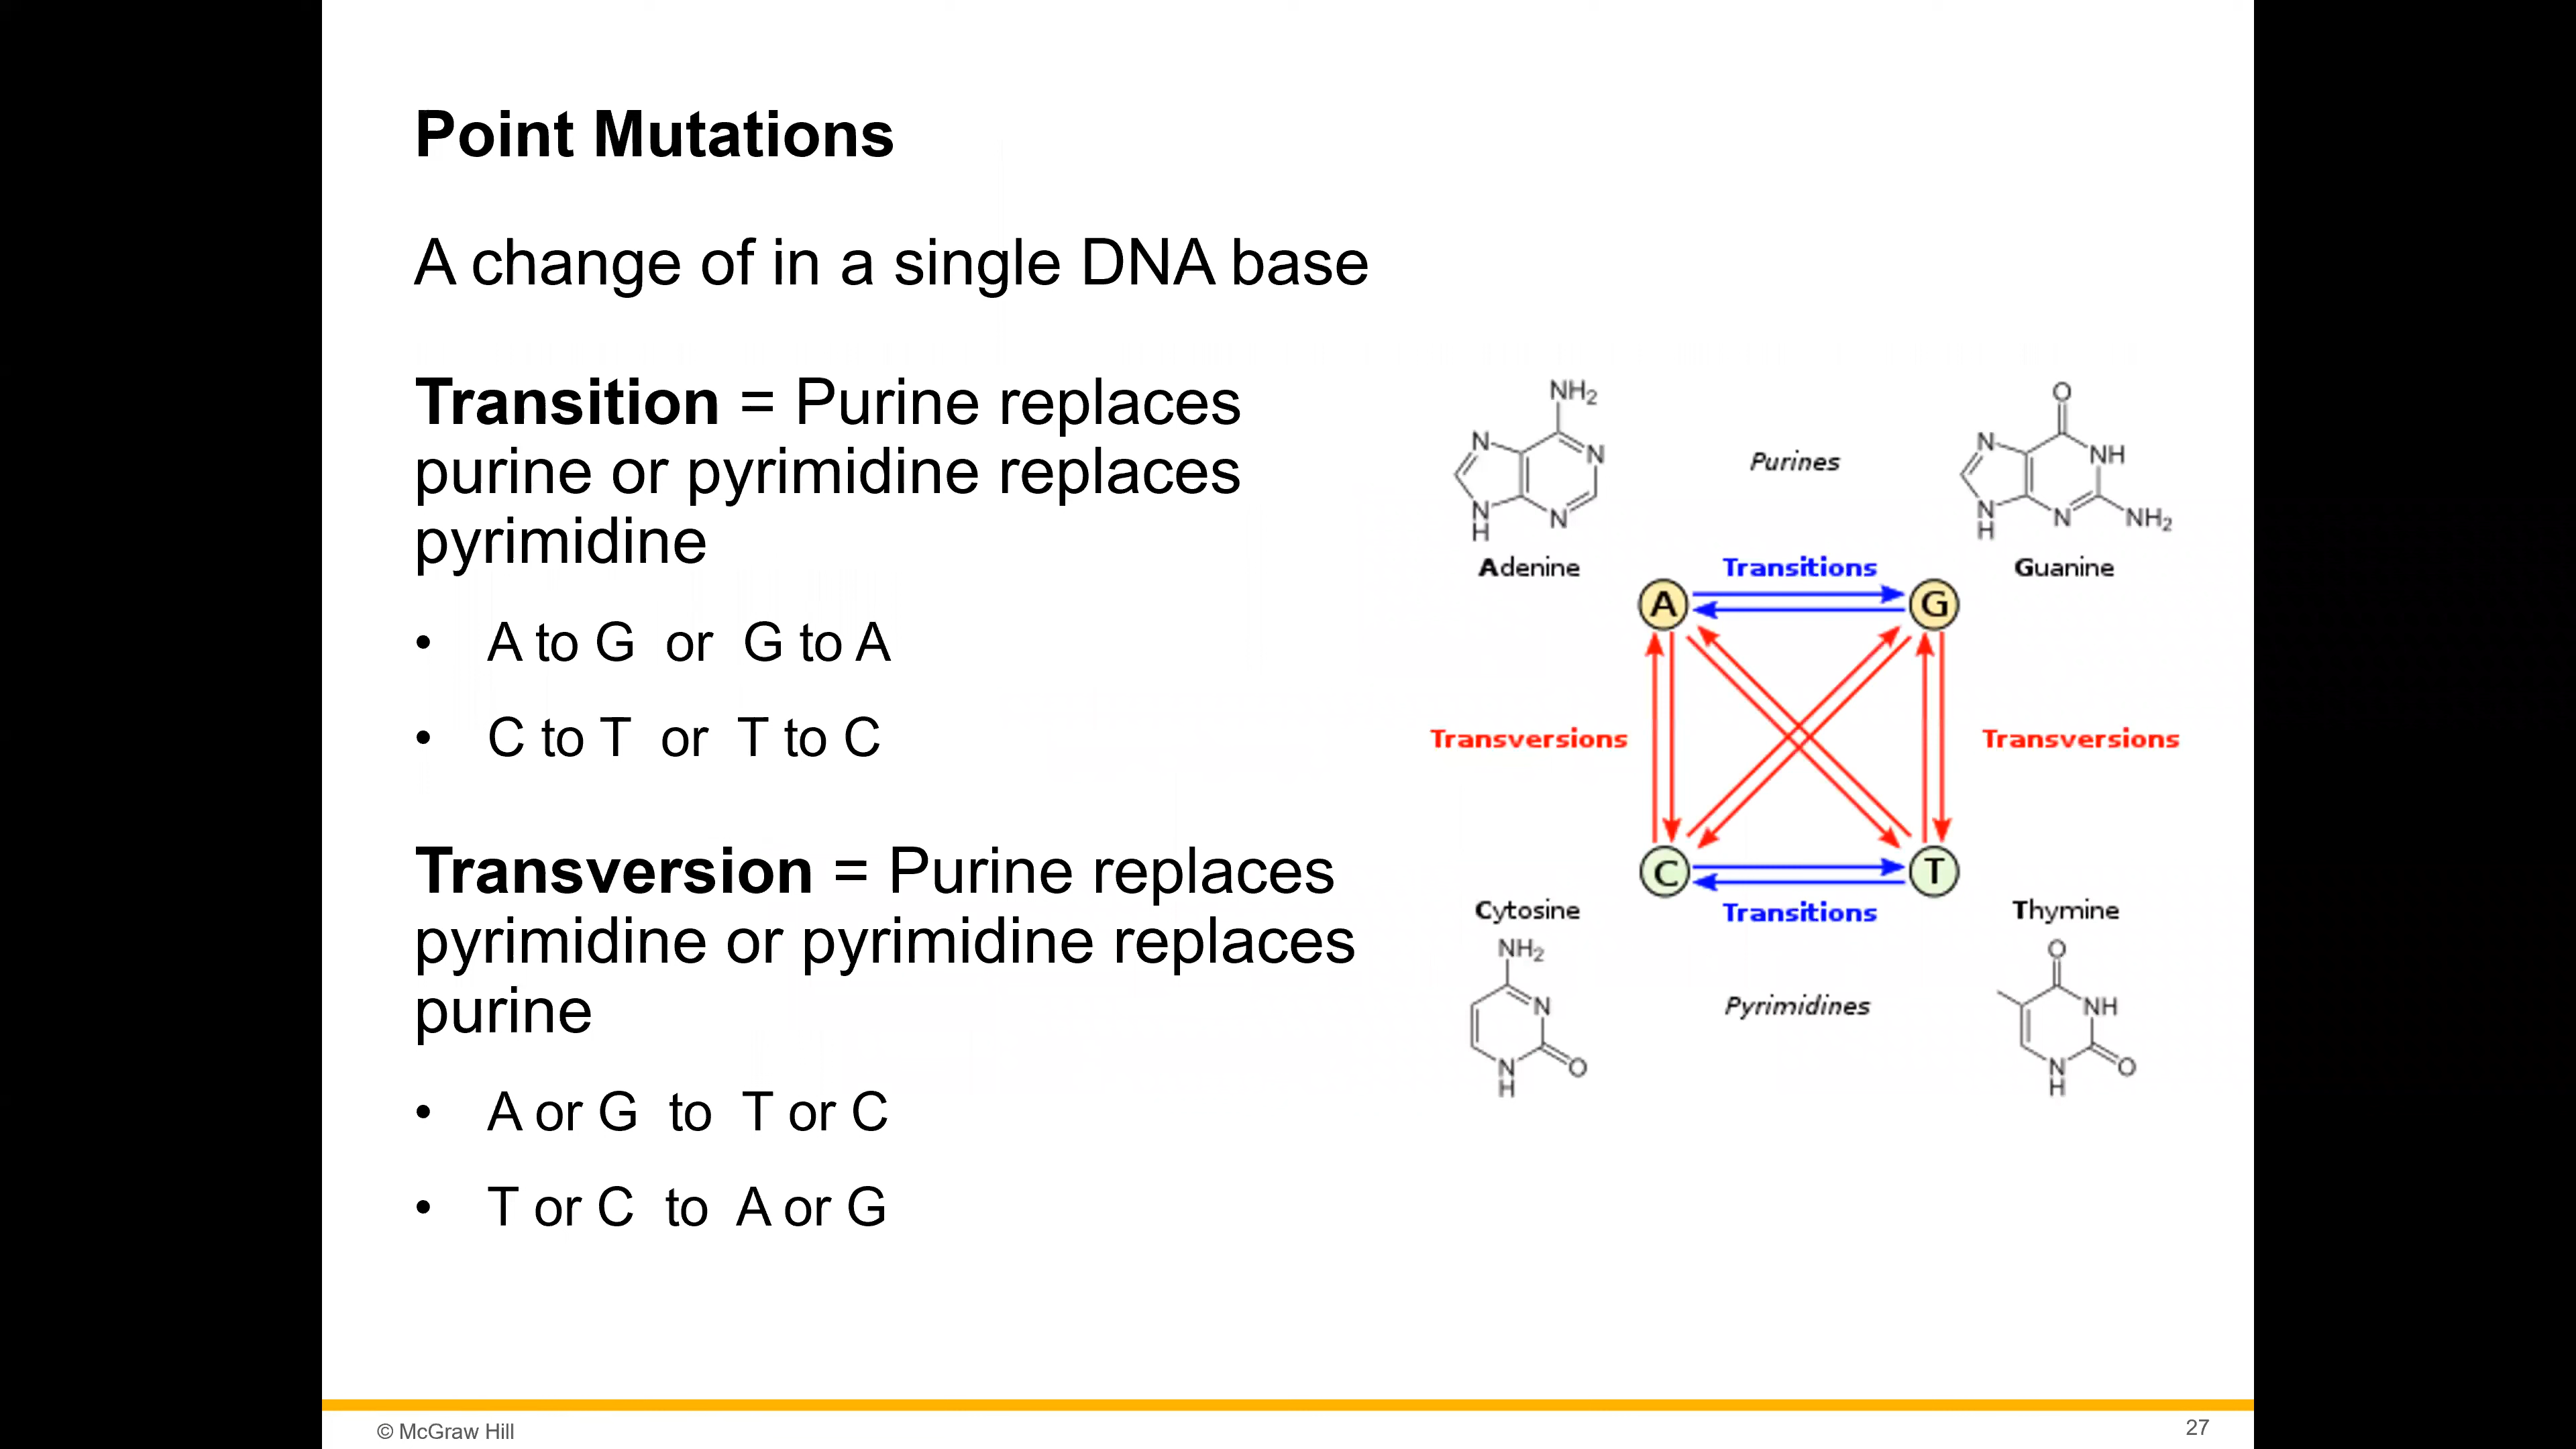 Point Mutations
A change of in a single DNA base
Transition = Purine replaces
purine or pyrimidine replaces
pyrimidine
• A to G or G to A
• C to T or T to C
Transversion = Purine replaces
pyrimidine or pyrimidine replaces
purine
• A or G to T or C
• T or C to A or G
NH2
N
N
N
H
N
Adenine
Purines
O
N
NH
N
H
N
NH2
Guanine
Transitions
A
G
Transversions
Transversions
C
T
Transitions
Cytosine
NH2
N
N
H
O
Pyrimidines
Thymine
O
NH
N
H
O
© McGraw Hill
27